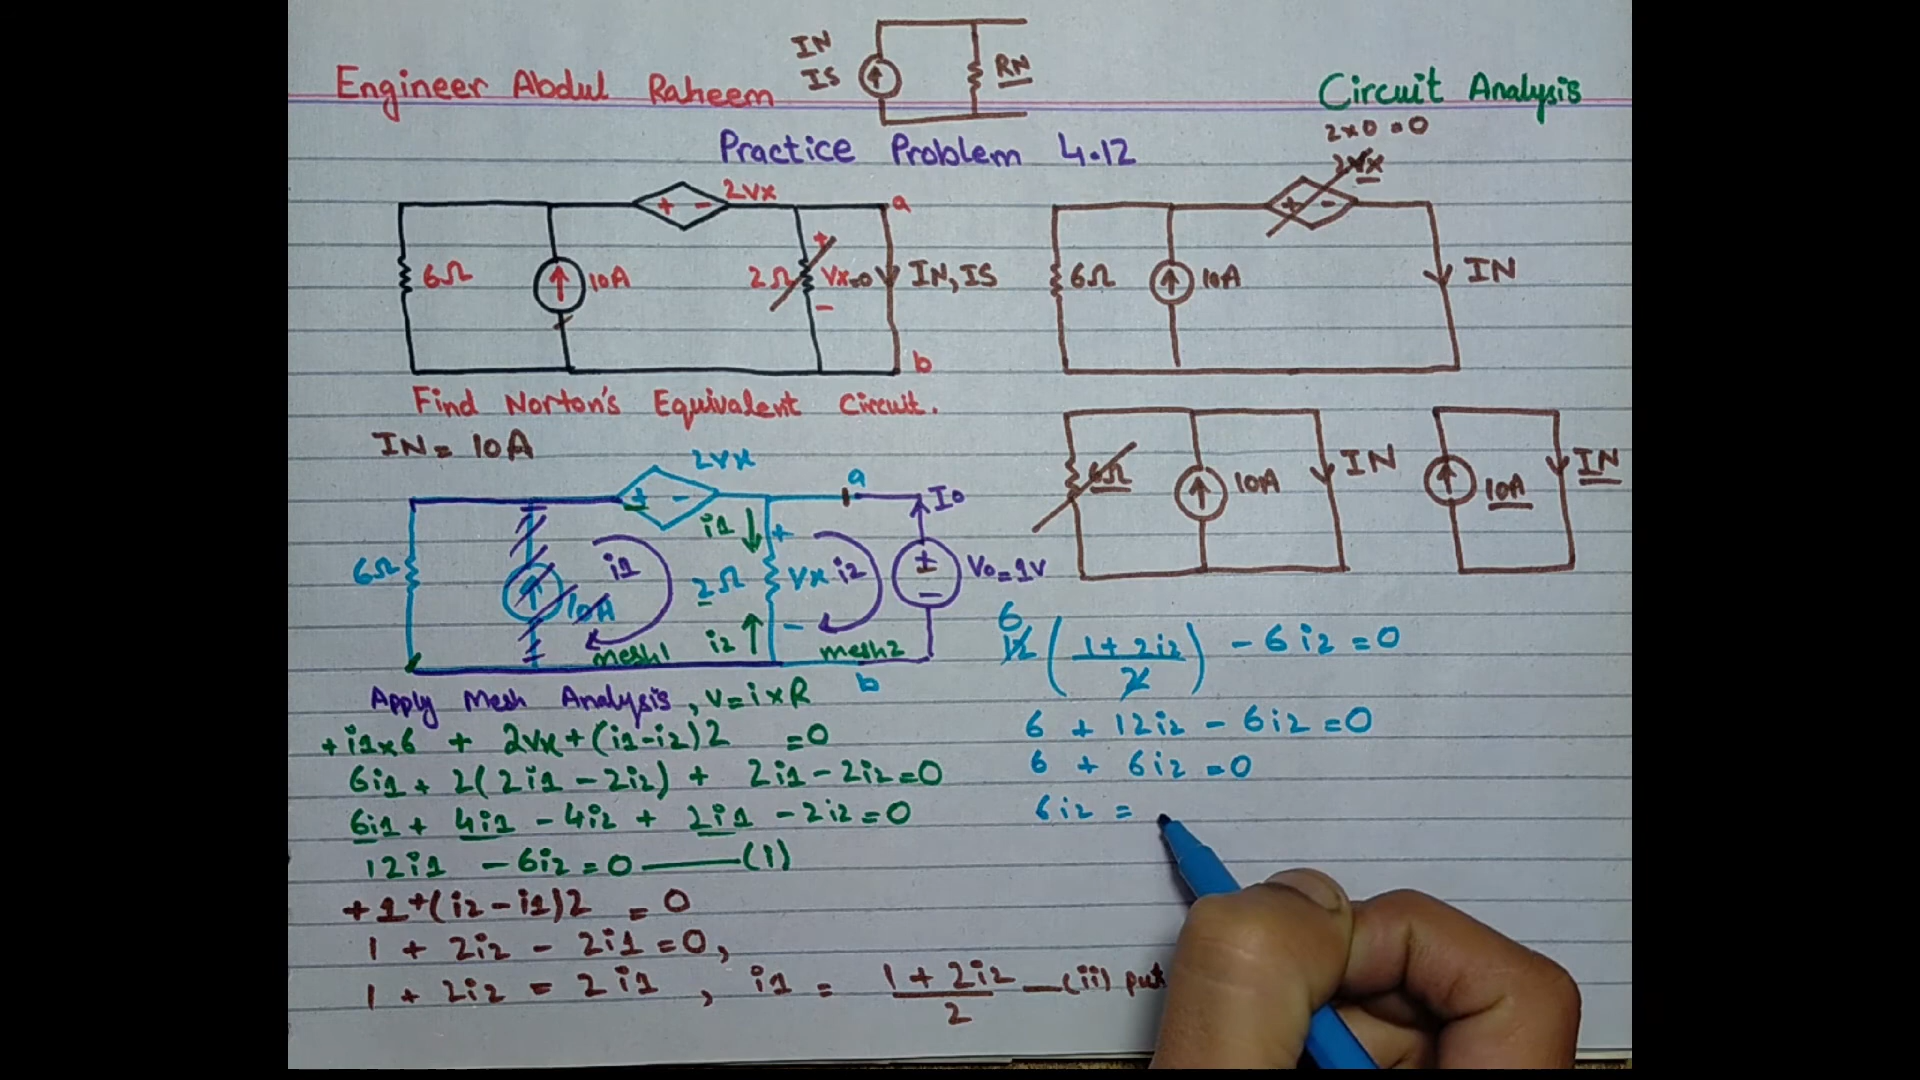 IN
IS
RN
Engineer Abdul Raheem
Circuit Analysis
Practice Problem 4.12
2x0=0
2Vx
+ -
2Vx
a
6Ω
10A
2Ω
+
Vx=0
-
IN, IS
b
+ -
6Ω
10A
IN
Find Norton's Equivalent Circuit.
IN = 10A
6Ω
10A
IN
10A
IN
2Vx
+ -
a
Io
6Ω
10A
i1
mesh1
i1
2Ω
i2
+
Vx
-
i2
mesh2
+
-
Vo=1V
b
Apply Mesh Analysis, V=ixR
+i1x6 + 2Vx+(i1-i2)2 =0
6i1 + 2(2i1 - 2i2) + 2i1 - 2i2=0
6i1 + 4i1 - 4i2 + 2i1 - 2i2=0
12i1 - 6i2=0 ——(1)
+1+(i2-i1)2 = 0
1 + 2i2 - 2i1 =0,
1 + 2i2 = 2i1 , i1 = 1+2i2/2 —(ii) put
6
12 (1+2i2/2) - 6i2 =0
6 + 12i2 - 6i2 =0
6 + 6i2 =0
6i2 =